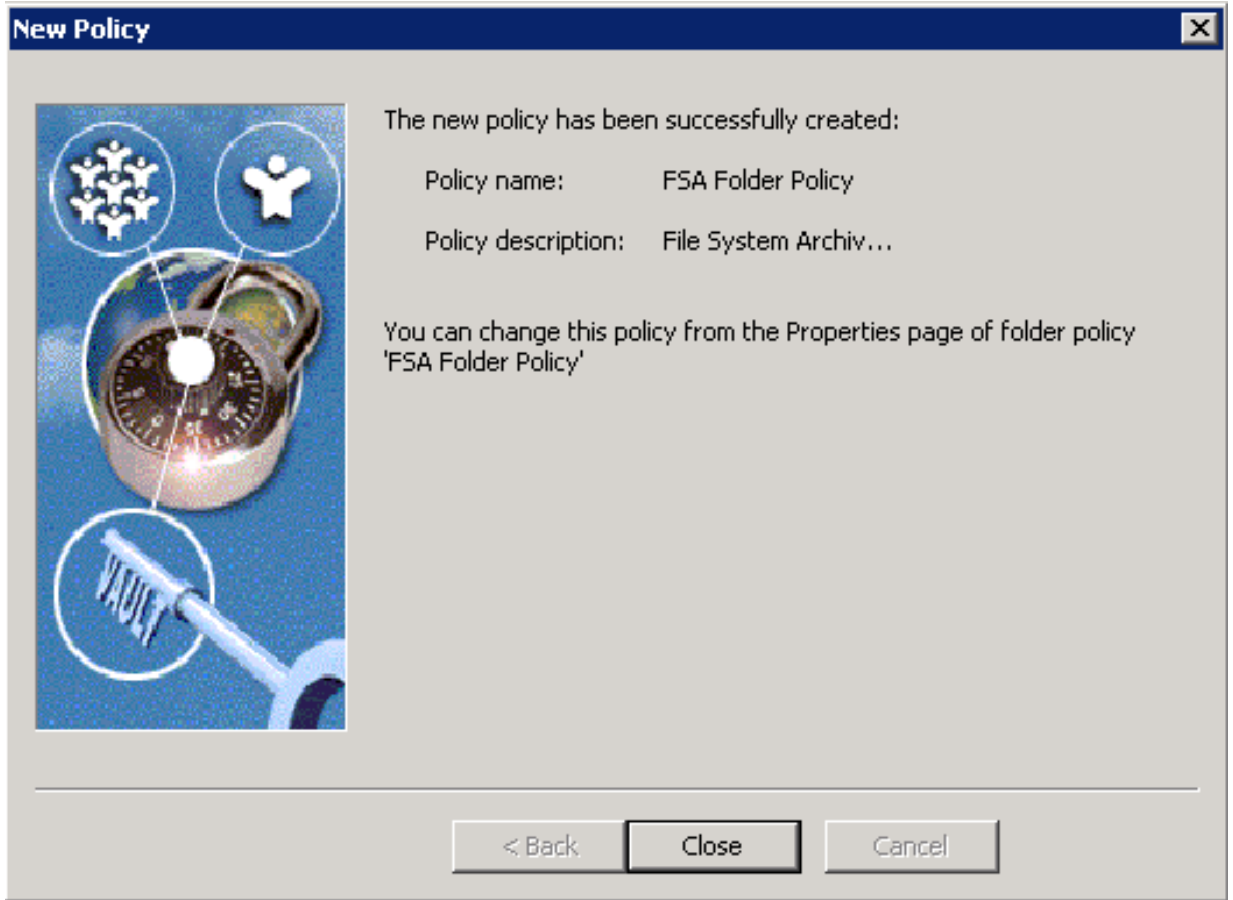 New Policy
The new policy has been successfully created:
Policy name: FSA Folder Policy
Policy description: File System Archiv...
You can change this policy from the Properties page of folder policy
'FSA Folder Policy'
VAULT
< Back Close Cancel